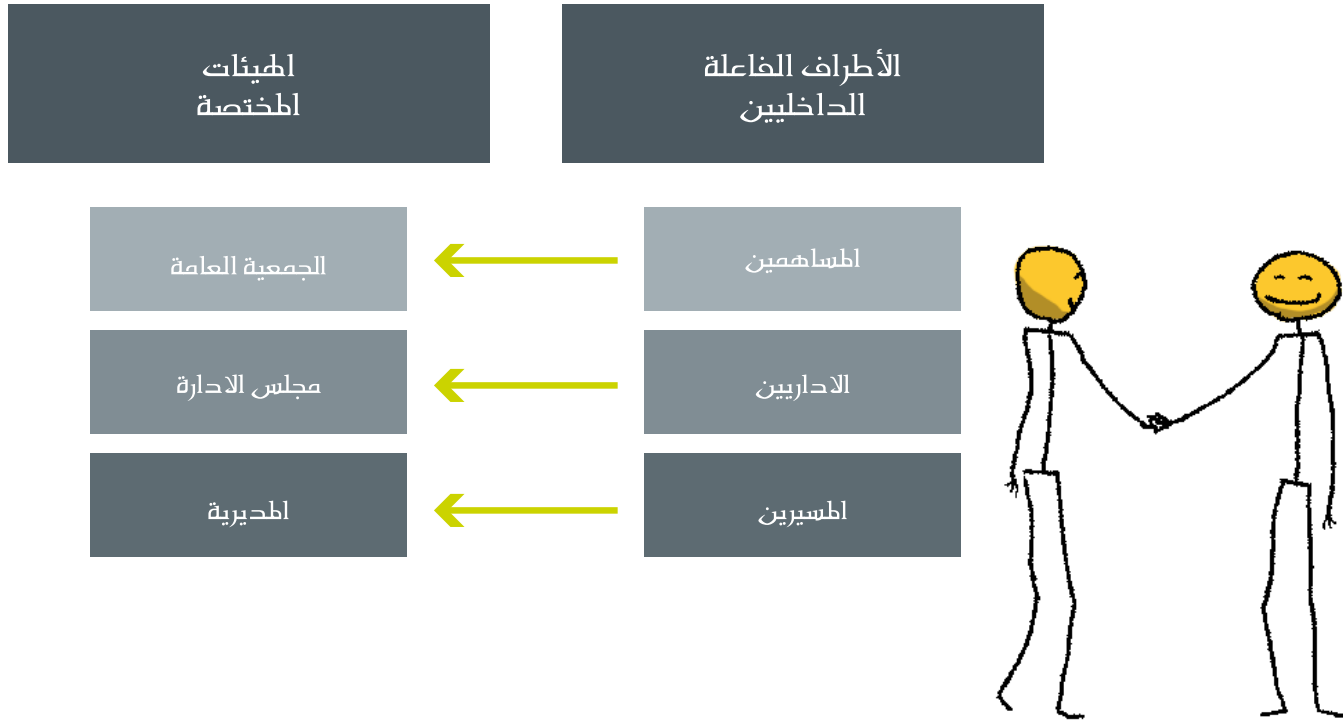 الأطراف الفاعلة
الداخليين
الهيئات
المختصة
المساهمين
الجمعية العامة
الاداريين
مجلس الادارة
المسيرين
المديرية